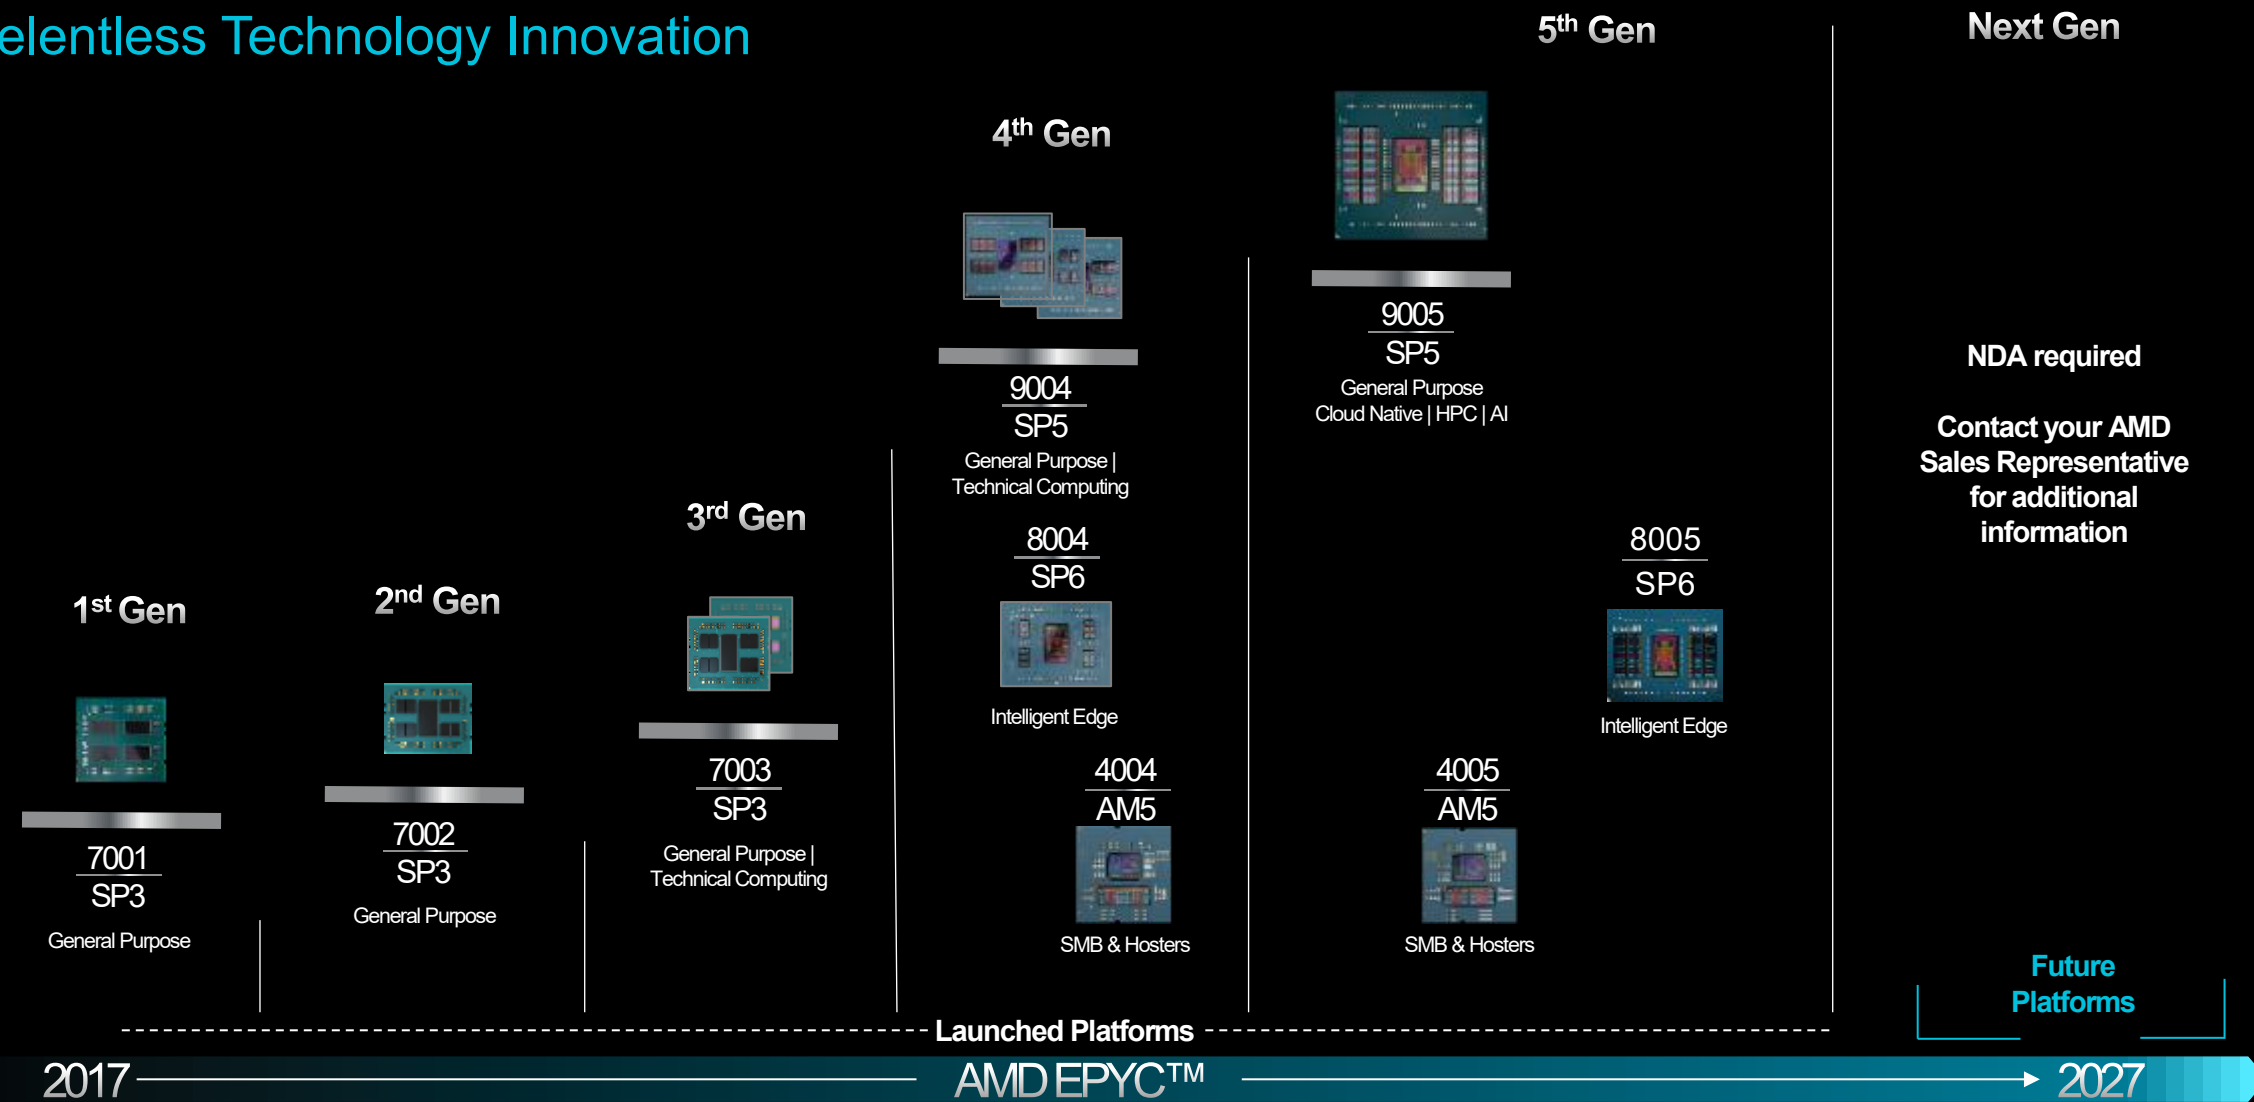 elentless Technology Innovation
1st Gen
7001
SP3
General Purpose
2nd Gen
7002
SP3
General Purpose
3rd Gen
7003
SP3
General Purpose |
Technical Computing
4th Gen
9004
SP5
General Purpose |
Technical Computing
8004
SP6
Intelligent Edge
4004
AM5
SMB & Hosters
5th Gen
9005
SP5
General Purpose
Cloud Native | HPC | AI
8005
SP6
Intelligent Edge
4005
AM5
SMB & Hosters
Next Gen
NDA required
Contact your AMD
Sales Representative
for additional
information
Future
Platforms
Launched Platforms
2017
AMD EPYC™
2027